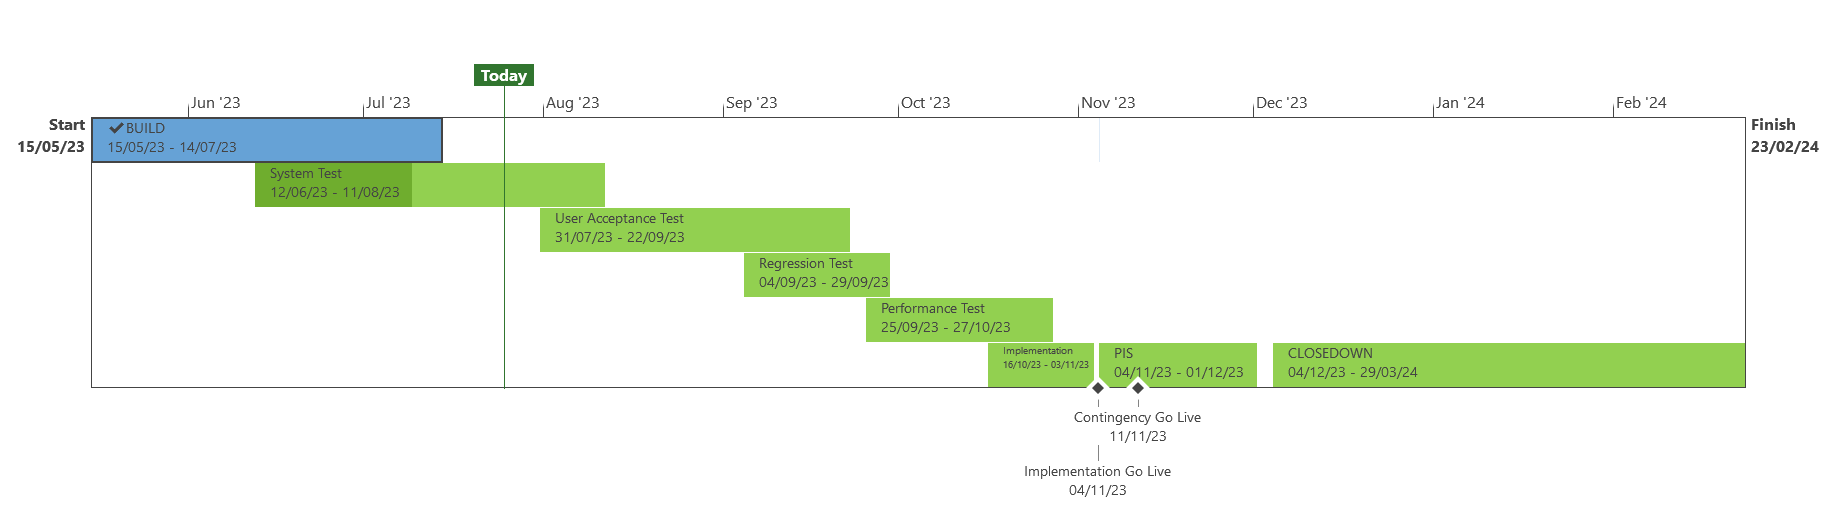 Today
Jun '23
Jul '23
Aug '23
Sep '23
Oct '23
Nov '23
Dec '23
Jan '24
Feb '24
Start
15/05/23
Finish
23/02/24
BUILD
15/05/23 - 14/07/23
System Test
12/06/23 - 11/08/23
User Acceptance Test
31/07/23 - 22/09/23
Regression Test
04/09/23 - 29/09/23
Performance Test
25/09/23 - 27/10/23
Implementation
16/10/23 - 03/11/23
PIS
04/11/23 - 01/12/23
CLOSEDOWN
04/12/23 - 29/03/24
Contingency Go Live
11/11/23
Implementation Go Live
04/11/23